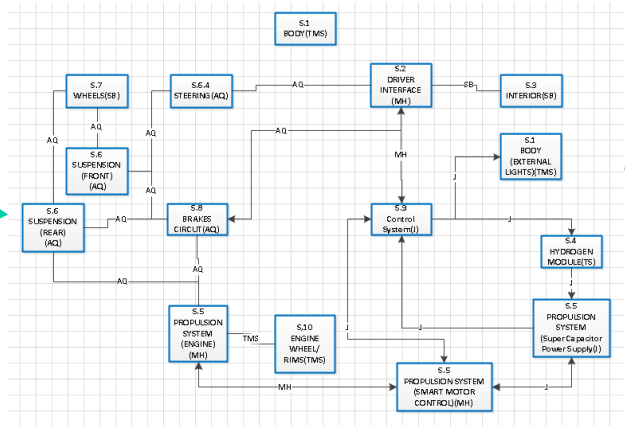 S.1
BODY(TMS)
S.7
WHEELS(SB)
S.6.4
STEERING(AQ)
AQ
S.2
DRIVER
INTERFACE
(MH)
SB
S.3
INTERIOR(SB)
AQ
AQ
AQ
AQ
S.6
SUSPENSION
(FRONT)
(AQ)
AQ
MH
S.1
BODY
(EXTERNAL
LIGHTS)(TMS)
J
S.6
SUSPENSION
(REAR)
(AQ)
AQ
S.8
BRAKES
CIRCUT(AQ)
S.9
Control
System(J)
J
S.4
HYDROGEN
MODULE(TS)
AQ
AQ
J
S.5
PROPULSION
SYSTEM
(ENGINE)
(MH)
TMS
S.10
ENGINE
WHEEL/
RIMS(TMS)
J
J
S.5
PROPULSION
SYSTEM
(Super Capacitor
Power Supply(J)
MH
S.5
PROPULSION SYSTEM
(SMART MOTOR
CONTROL)(MH)
J